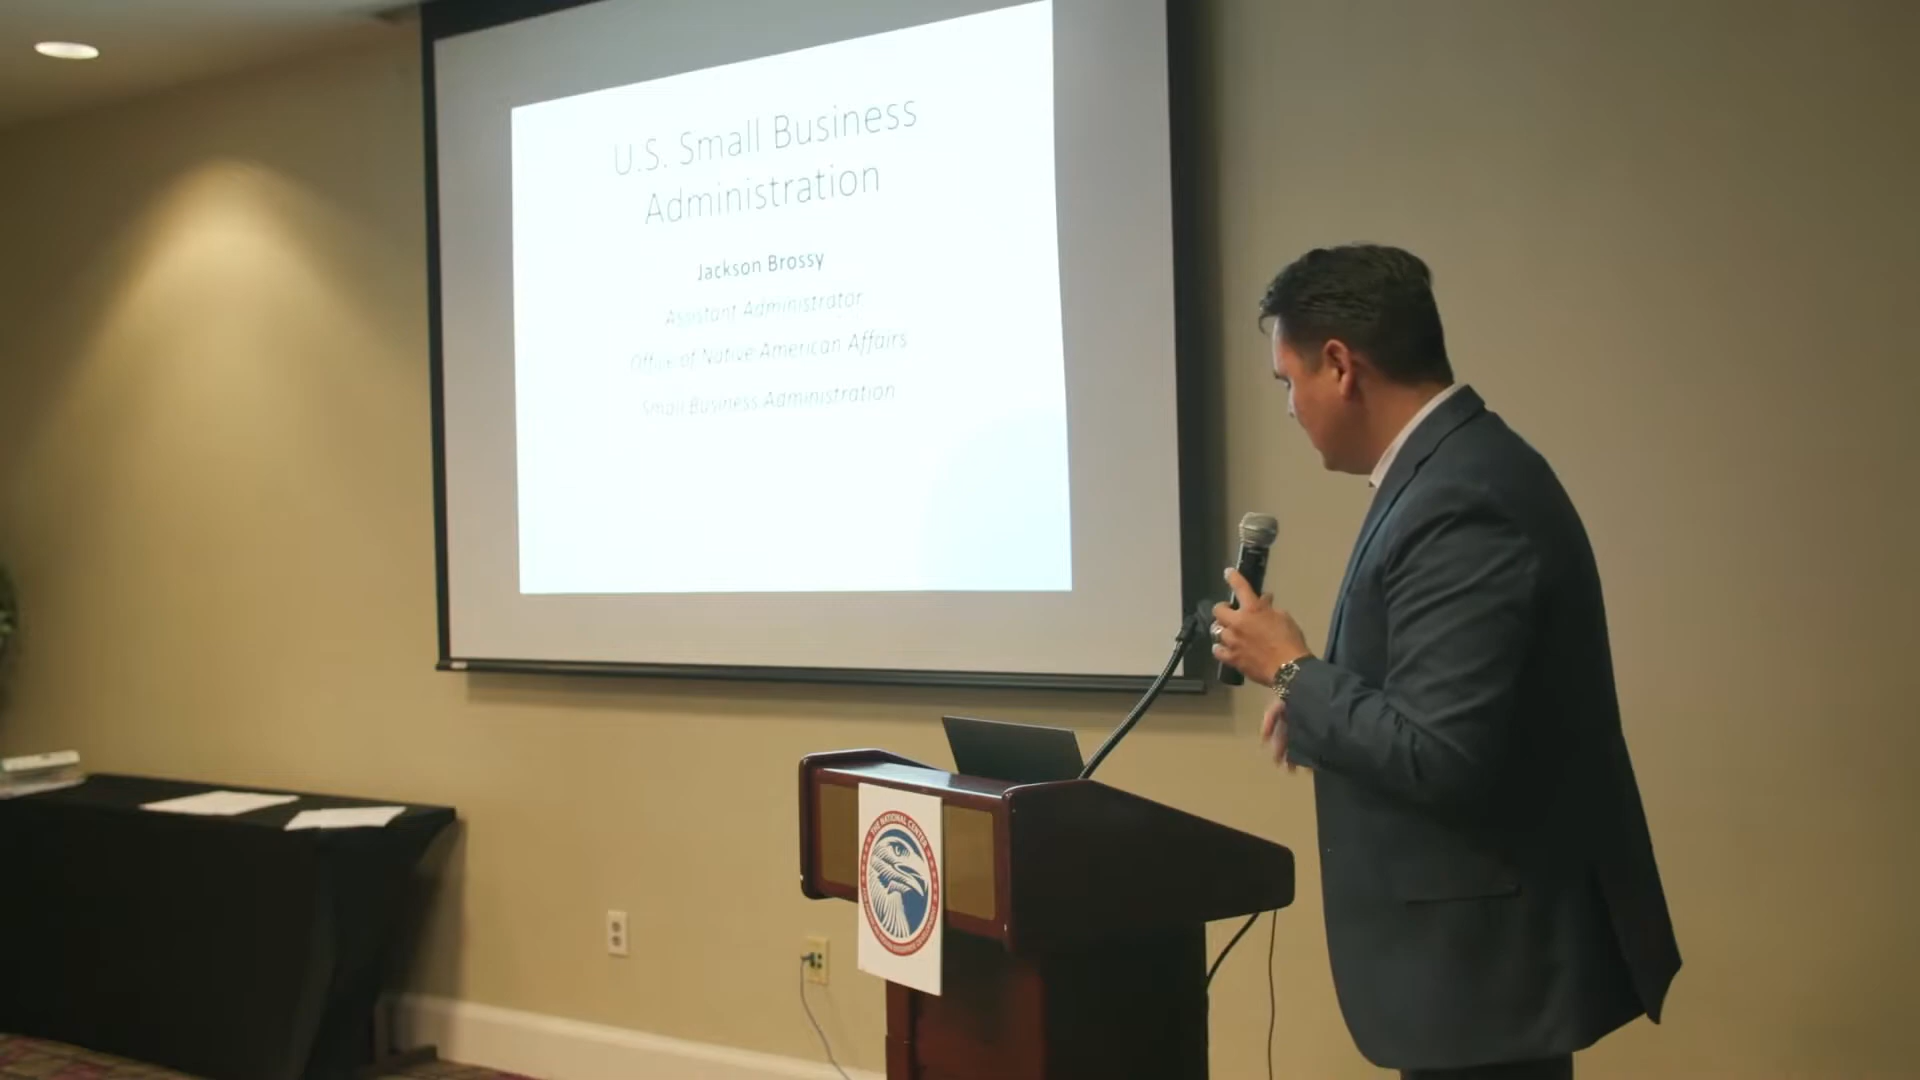 U.S. Small Business
Administration
Jackson Brossy
Assistant Administrator
Office of Native American Affairs
Small Business Administration
THE NATIONAL CENTER